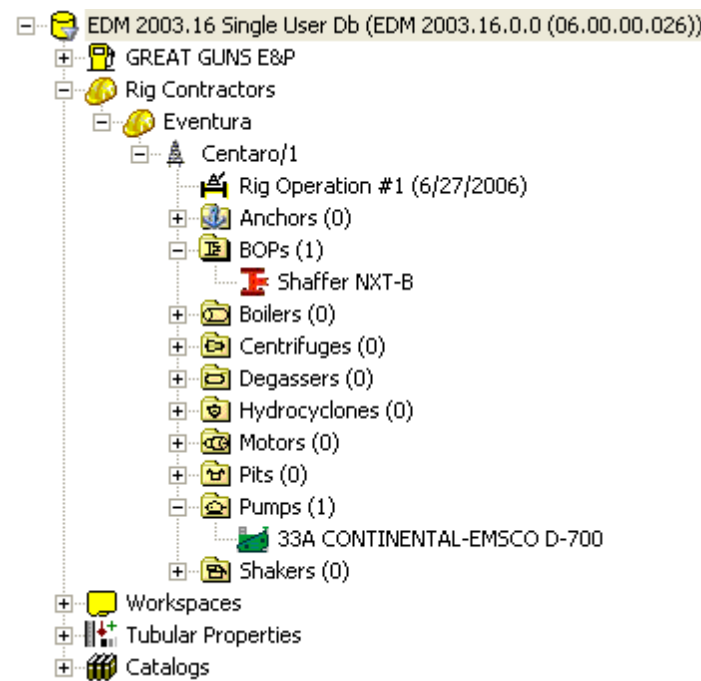 EDM 2003.16 Single User Db (EDM 2003.16.0.0 (06.00.00.026))
GREAT GUNS E&P
Rig Contractors
Eventura
Centaro/1
Rig Operation #1 (6/27/2006)
Anchors (0)
BOPs (1)
Shaffer NXT-B
Boilers (0)
Centrifuges (0)
Degassers (0)
Hydrocyclones (0)
Motors (0)
Pits (0)
Pumps (1)
33A CONTINENTAL-EMSCO D-700
Shakers (0)
Workspaces
Tubular Properties
Catalogs